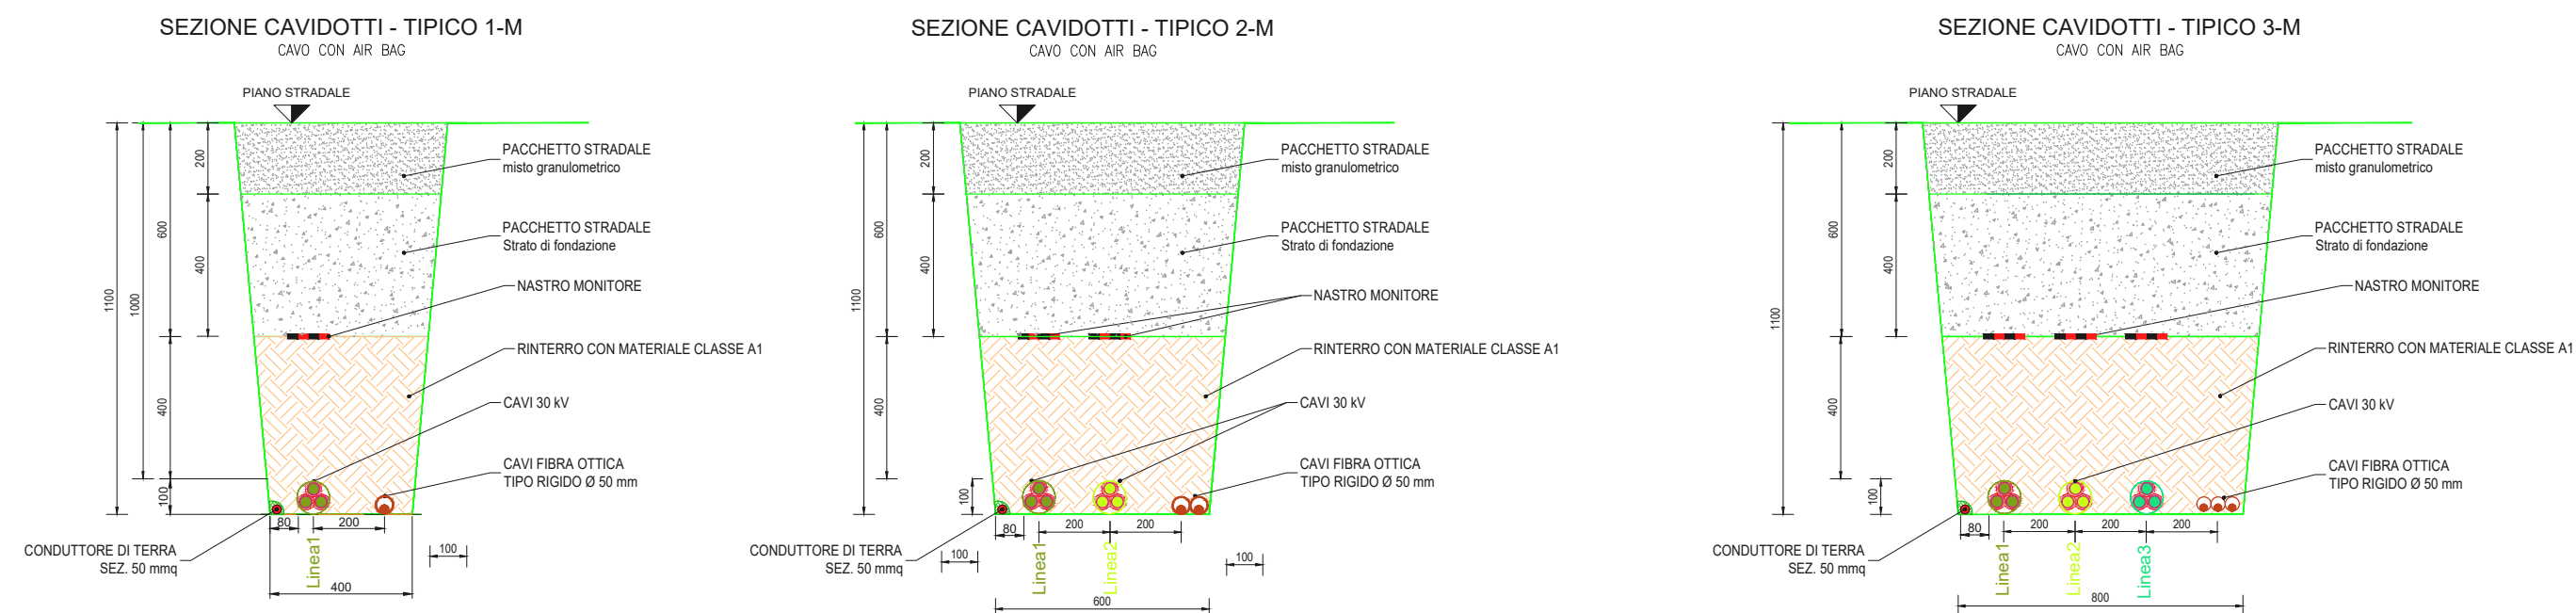 SEZIONE CAVIDOTTI - TIPICO 1-M
CAVO CON AIR BAG
PIANO STRADALE
PACCHETTO STRADALE
misto granulometrico
PACCHETTO STRADALE
Strato di fondazione
NASTRO MONITORE
RINTERRO CON MATERIALE CLASSE A1
CAVI 30 kV
CAVI FIBRA OTTICA
TIPO RIGIDO Ø 50 mm
CONDUTTORE DI TERRA
SEZ. 50 mmq
Linea1
1100
1000
600
200
400
400
100
80
200
100
400
SEZIONE CAVIDOTTI - TIPICO 2-M
CAVO CON AIR BAG
PIANO STRADALE
PACCHETTO STRADALE
misto granulometrico
PACCHETTO STRADALE
Strato di fondazione
NASTRO MONITORE
RINTERRO CON MATERIALE CLASSE A1
CAVI 30 kV
CAVI FIBRA OTTICA
TIPO RIGIDO Ø 50 mm
CONDUTTORE DI TERRA
SEZ. 50 mmq
Linea1
Linea2
1100
600
200
400
400
100
80
200
200
100
100
600
SEZIONE CAVIDOTTI - TIPICO 3-M
CAVO CON AIR BAG
PIANO STRADALE
PACCHETTO STRADALE
misto granulometrico
PACCHETTO STRADALE
Strato di fondazione
NASTRO MONITORE
RINTERRO CON MATERIALE CLASSE A1
CAVI 30 kV
CAVI FIBRA OTTICA
TIPO RIGIDO Ø 50 mm
CONDUTTORE DI TERRA
SEZ. 50 mmq
Linea1
Linea2
Linea3
1100
600
200
400
400
100
80
200
200
200
800